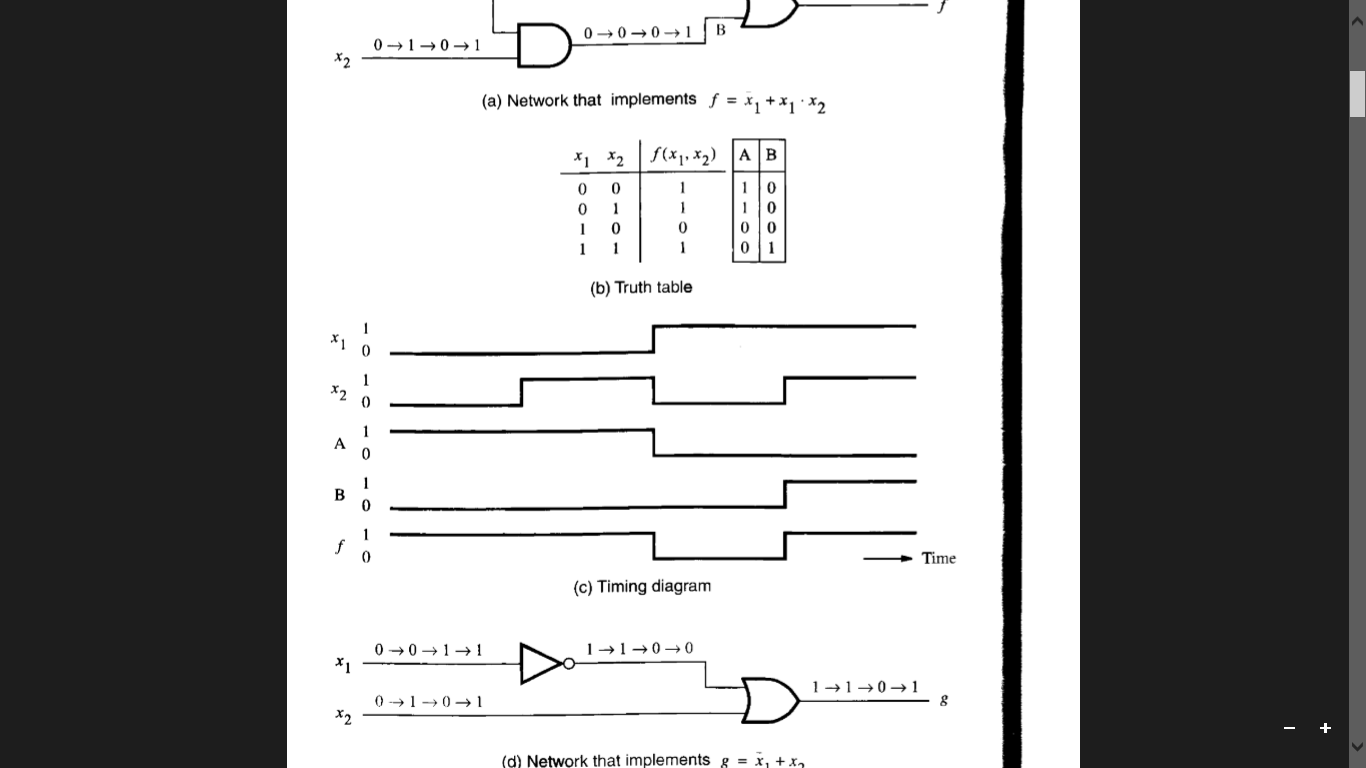 f
0 → 0 → 0 → 1 B
0 → 1 → 0 → 1
x₂
(a) Network that implements f = x̄₁ + x₁ · x₂
x₁ x₂ f(x₁, x₂) A B
0 0 1 1 0
0 1 1 1 0
1 0 0 0 0
1 1 1 0 1
(b) Truth table
x₁ 1
0
x₂ 1
0
A 1
0
B 1
0
f 1
0
Time
(c) Timing diagram
x₁ 0 → 0 → 1 → 1 1 → 1 → 0 → 0
x₂ 0 → 1 → 0 → 1 1 → 1 → 0 → 1 g
(d) Network that implements g = x̄₁ + x₂